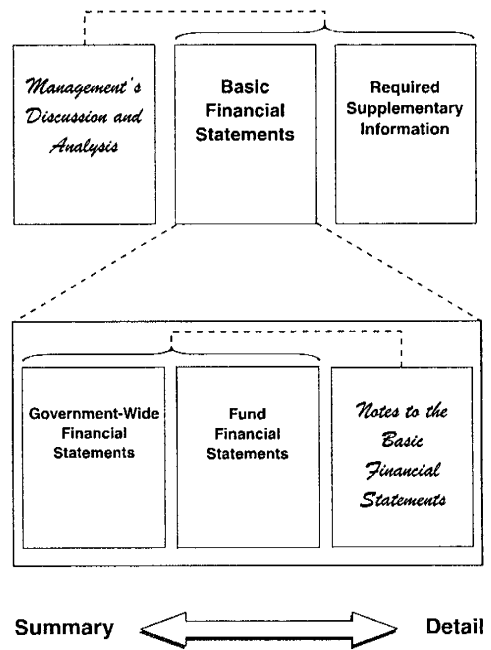 Management's
Discussion and
Analysis
Basic
Financial
Statements
Required
Supplementary
Information
Government-Wide
Financial
Statements
Fund
Financial
Statements
Notes to the
Basic
Financial
Statements
Summary
Detail